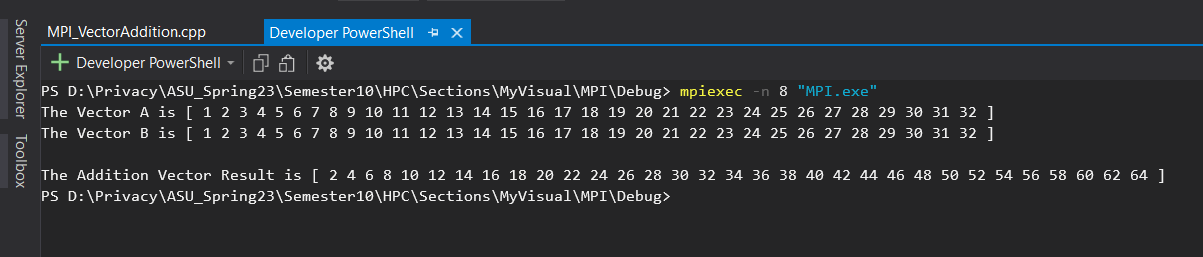 Server Explorer
Toolbox
MPI_VectorAddition.cpp
Developer PowerShell
Developer PowerShell
PS D:\Privacy\ASU_Spring23\Semester10\HPC\Sections\MyVisual\MPI\Debug> mpiexec -n 8 "MPI.exe"
The Vector A is [ 1 2 3 4 5 6 7 8 9 10 11 12 13 14 15 16 17 18 19 20 21 22 23 24 25 26 27 28 29 30 31 32 ]
The Vector B is [ 1 2 3 4 5 6 7 8 9 10 11 12 13 14 15 16 17 18 19 20 21 22 23 24 25 26 27 28 29 30 31 32 ]
The Addition Vector Result is [ 2 4 6 8 10 12 14 16 18 20 22 24 26 28 30 32 34 36 38 40 42 44 46 48 50 52 54 56 58 60 62 64 ]
PS D:\Privacy\ASU_Spring23\Semester10\HPC\Sections\MyVisual\MPI\Debug>